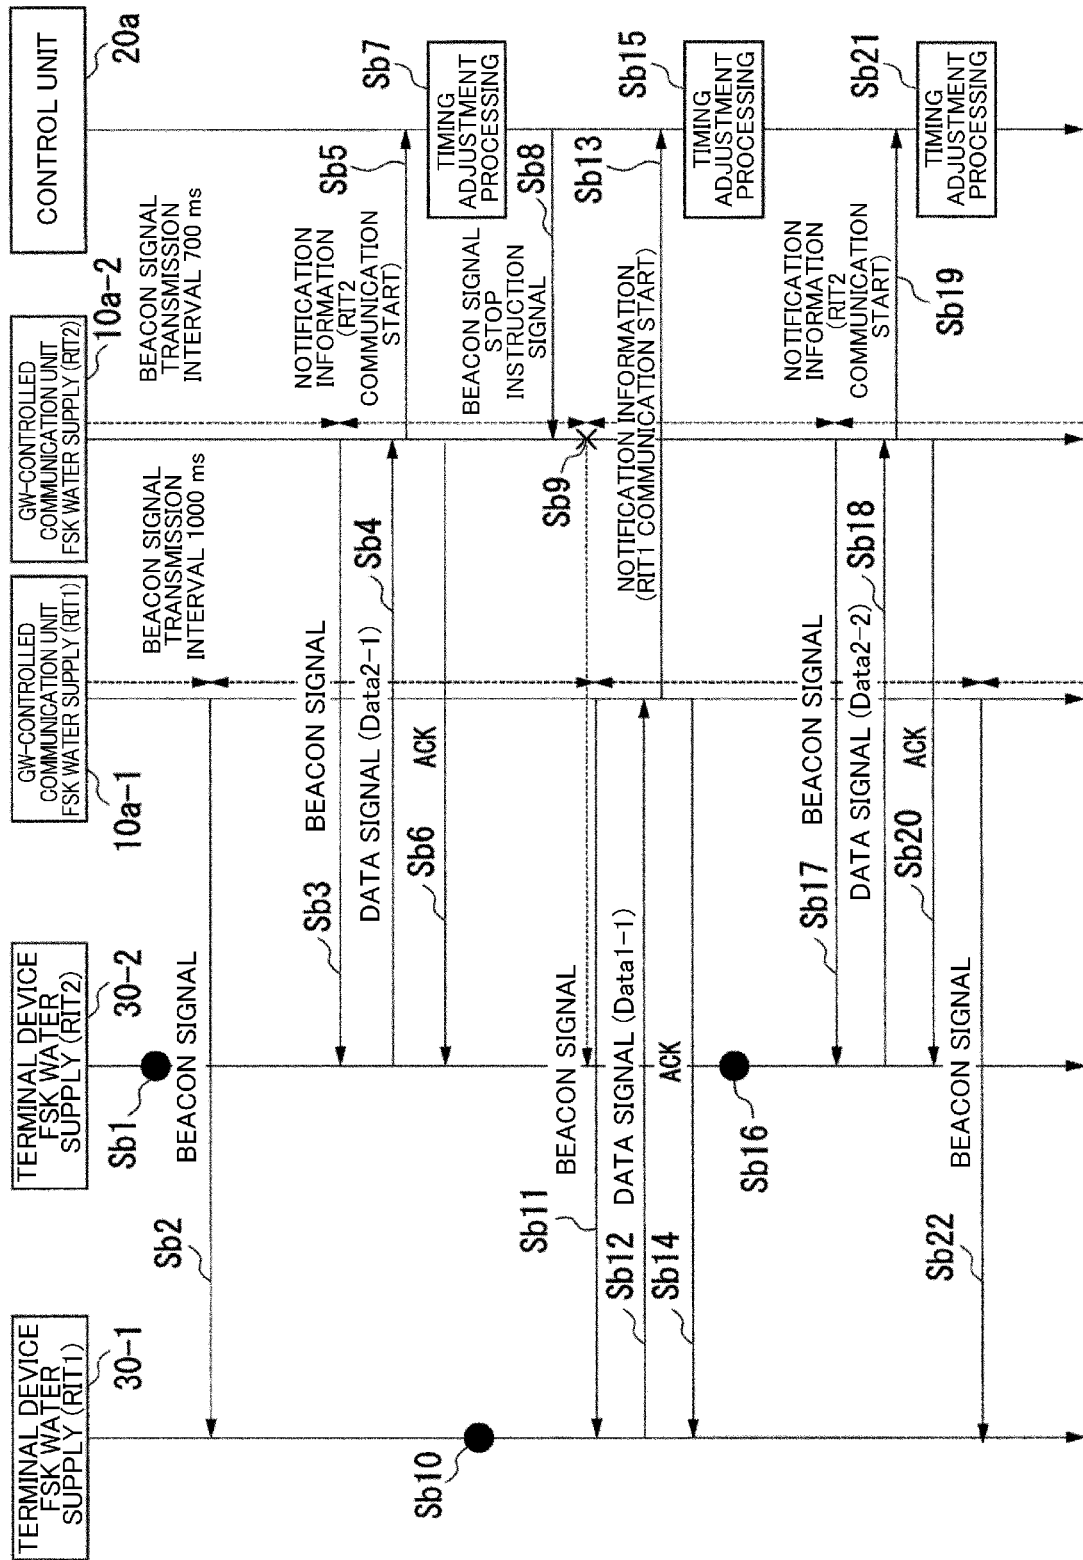 TERMINAL DEVICE
FSK WATER
SUPPLY (RIT1)
30-1
TERMINAL DEVICE
FSK WATER
SUPPLY (RIT2)
30-2
GW-CONTROLLED
COMMUNICATION UNIT
FSK WATER SUPPLY (RIT1)
10a-1
GW-CONTROLLED
COMMUNICATION UNIT
FSK WATER SUPPLY (RIT2)
10a-2
CONTROL UNIT
20a
Sb1
BEACON SIGNAL
TRANSMISSION
INTERVAL 1000 ms
BEACON SIGNAL
TRANSMISSION
INTERVAL 700 ms
Sb2
BEACON SIGNAL
Sb3
BEACON SIGNAL
NOTIFICATION
INFORMATION
(RIT2
COMMUNICATION
START)
Sb5
DATA SIGNAL (Data2-1)
Sb4
Sb6
ACK
Sb7
TIMING
ADJUSTMENT
PROCESSING
Sb10
BEACON SIGNAL
STOP
INSTRUCTION
SIGNAL
Sb8
Sb9
Sb11
BEACON SIGNAL
Sb12
DATA SIGNAL (Data1-1)
NOTIFICATION INFORMATION
(RIT1 COMMUNICATION START)
Sb13
Sb14
ACK
Sb15
TIMING
ADJUSTMENT
PROCESSING
Sb16
Sb17
BEACON SIGNAL
NOTIFICATION
INFORMATION
(RIT2
COMMUNICATION
START)
DATA SIGNAL (Data2-2)
Sb18
Sb19
Sb20
ACK
Sb21
TIMING
ADJUSTMENT
PROCESSING
Sb22
BEACON SIGNAL